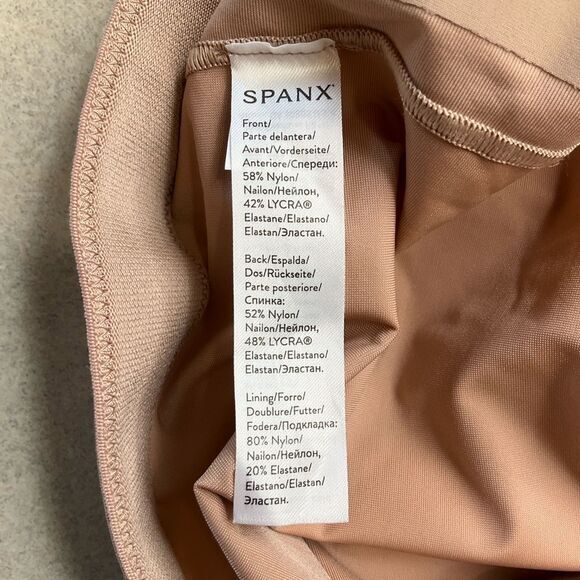 SPANX®
Front/
Parte delantera/
Avant/Vorderseite/
Anteriore/Спереди:
58% Nylon/
Nailon/Нейлон,
42% LYCRA®
Elastane/Elastano/
Elastan/Эластан.
Back/Espalda/
Dos/Rückseite/
Parte posteriore/
Спинка:
52% Nylon/
Nailon/Нейлон,
48% LYCRA®
Elastane/Elastano/
Elastan/Эластан.
Lining/Forro/
Doublure/Futter/
Fodera/Подкладка:
80% Nylon/
Nailon/Нейлон,
20% Elastane/
Elastano/Elastan/
Эластан.